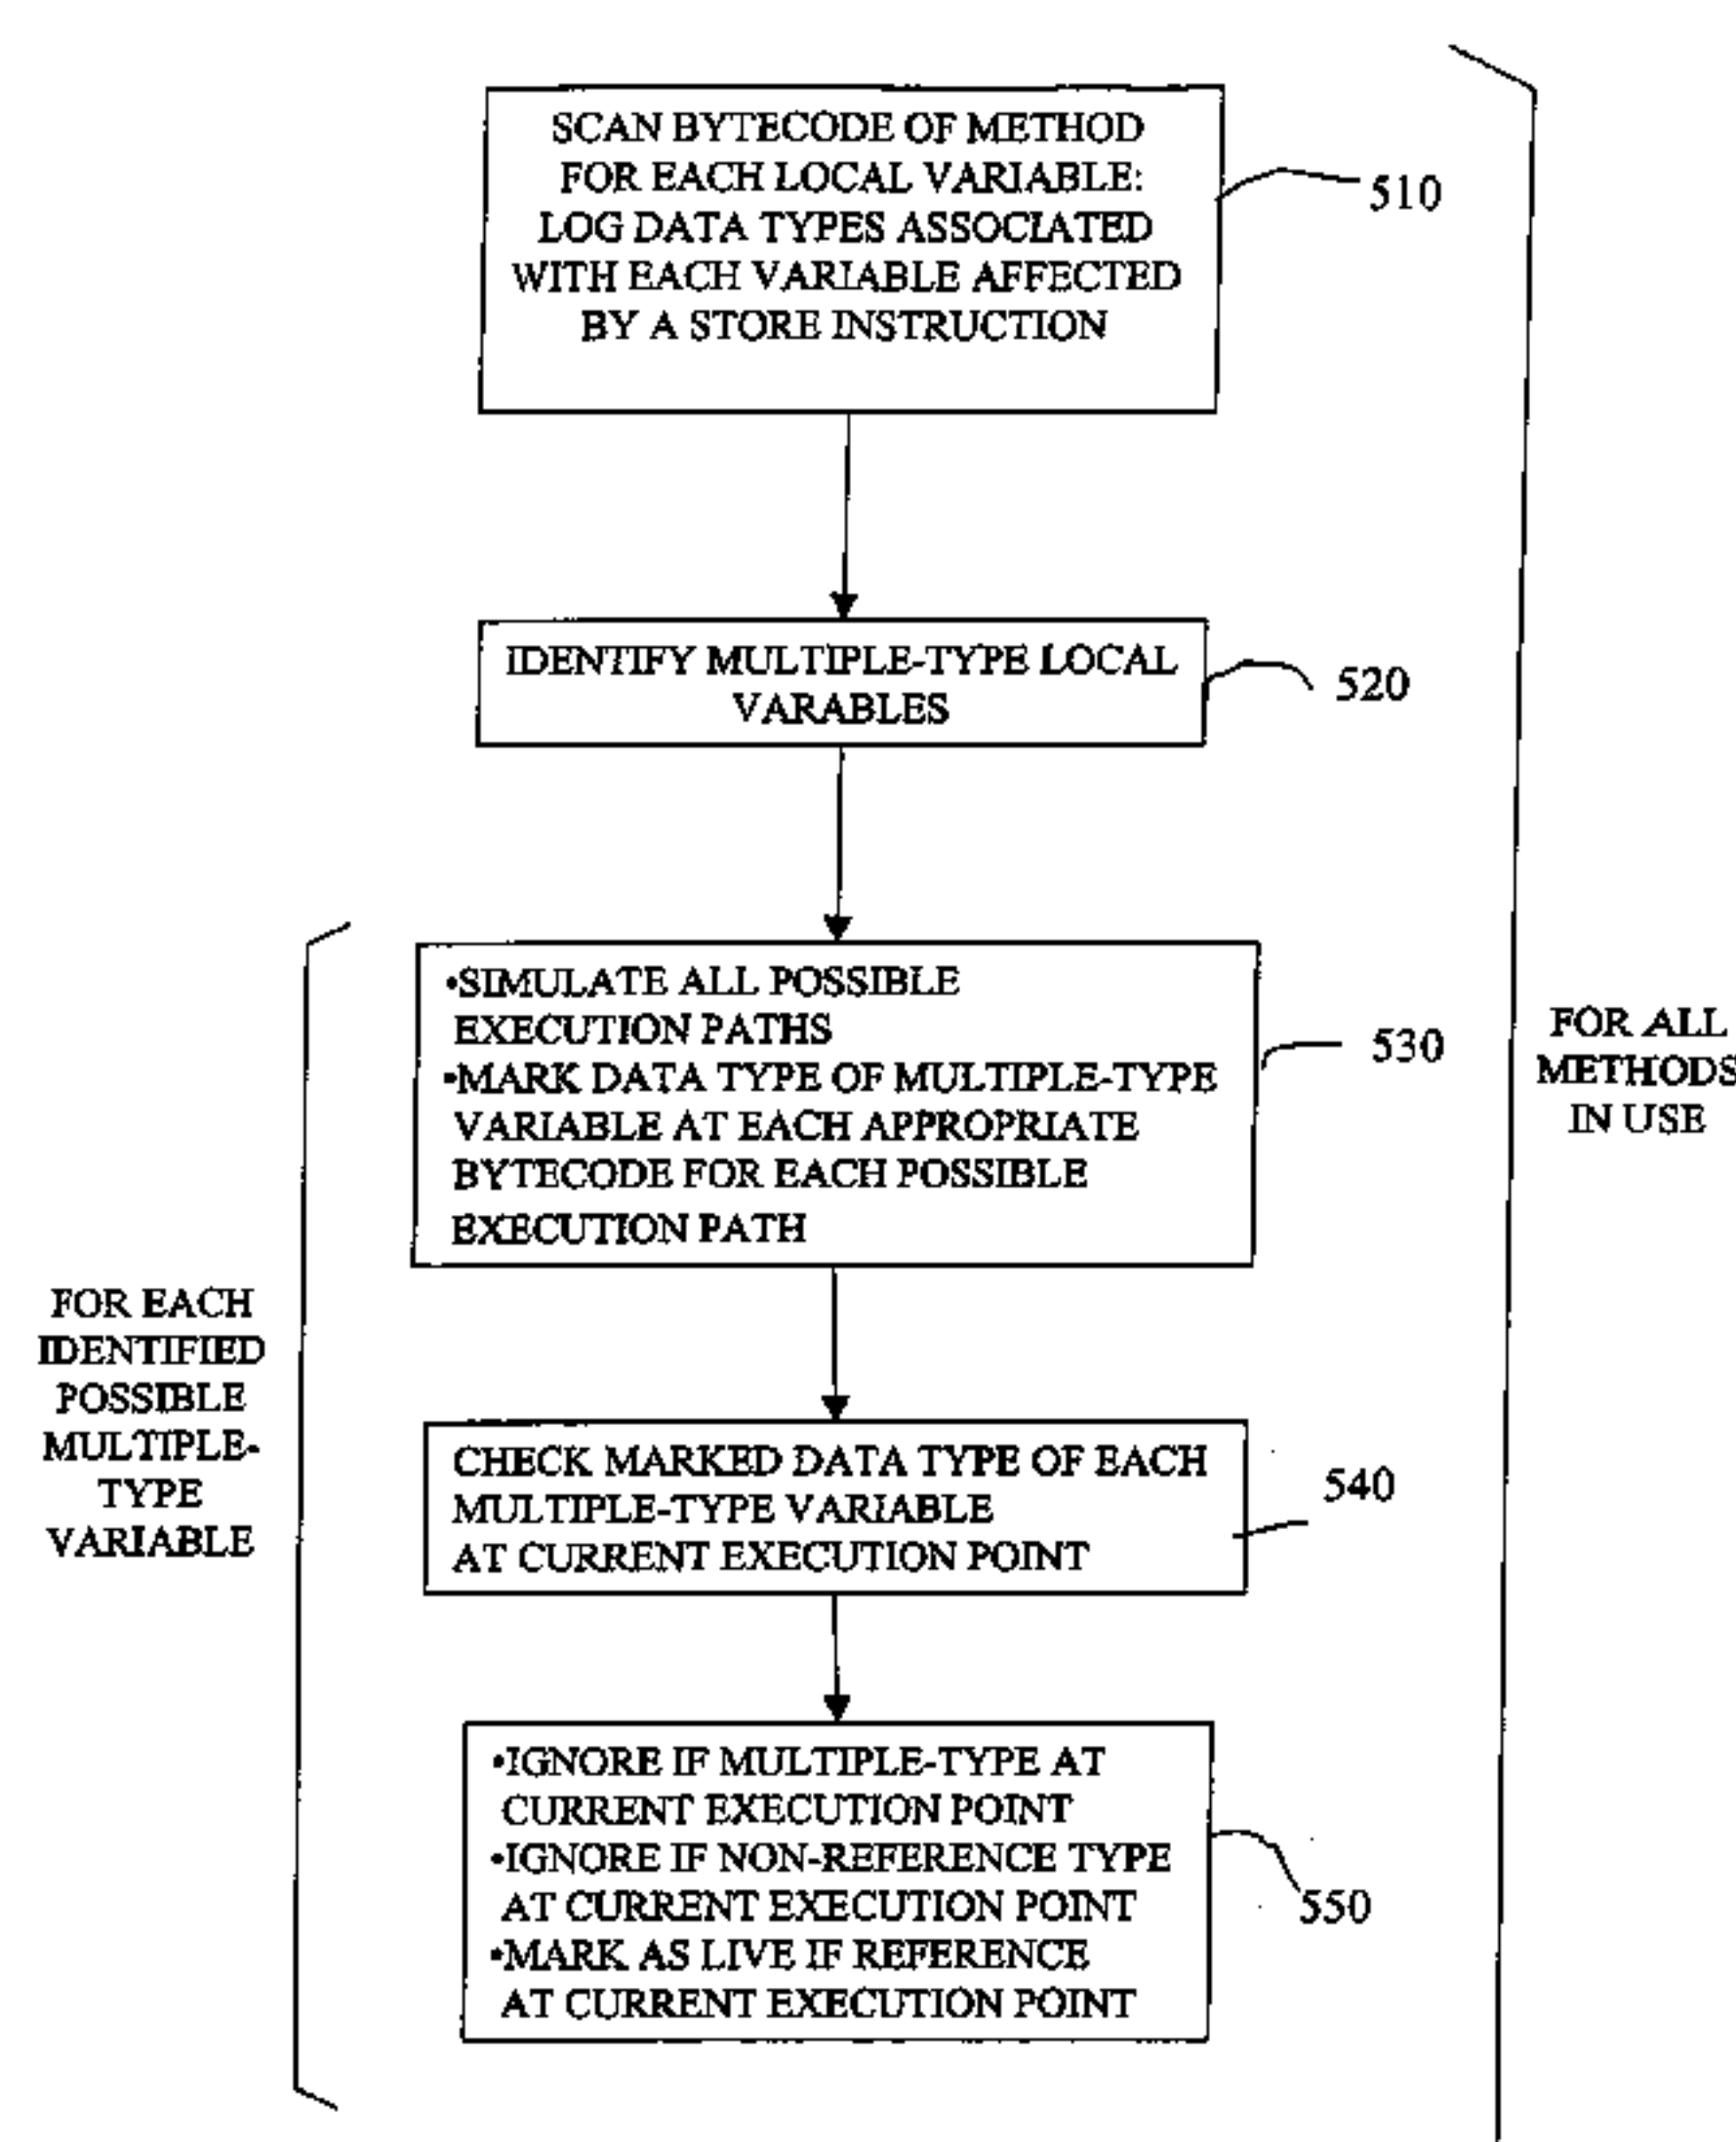 SCAN BYTECODE OF METHOD
FOR EACH LOCAL VARIABLE:
LOG DATA TYPES ASSOCIATED
WITH EACH VARIABLE AFFECTED
BY A STORE INSTRUCTION
510
IDENTIFY MULTIPLE-TYPE LOCAL
VARABLES
520
•SIMULATE ALL POSSIBLE
EXECUTION PATHS
•MARK DATA TYPE OF MULTIPLE-TYPE
VARIABLE AT EACH APPROPRIATE
BYTECODE FOR EACH POSSIBLE
EXECUTION PATH
530
FOR ALL
METHODS
IN USE
FOR EACH
IDENTIFIED
POSSIBLE
MULTIPLE-
TYPE
VARIABLE
CHECK MARKED DATA TYPE OF EACH
MULTIPLE-TYPE VARIABLE
AT CURRENT EXECUTION POINT
540
•IGNORE IF MULTIPLE-TYPE AT
CURRENT EXECUTION POINT
•IGNORE IF NON-REFERENCE TYPE
AT CURRENT EXECUTION POINT
•MARK AS LIVE IF REFERENCE
AT CURRENT EXECUTION POINT
550